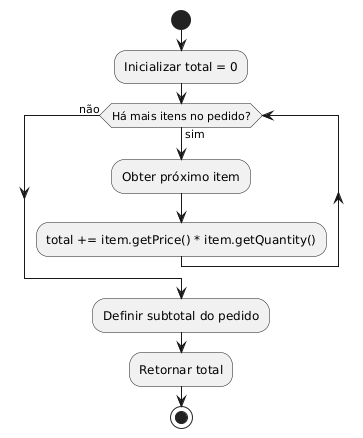 Inicializar total = 0
não
Há mais itens no pedido?
sim
Obter próximo item
total += item.getPrice() * item.getQuantity()
Definir subtotal do pedido
Retornar total